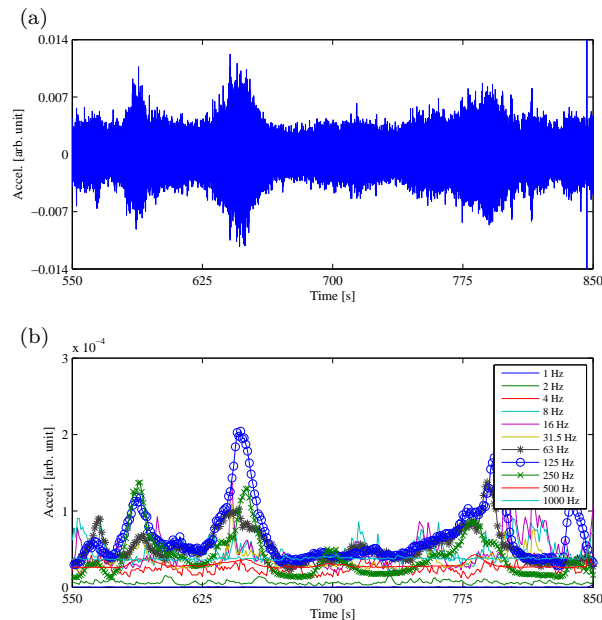 (a)
0.014
0.007
0
−0.007
−0.014
Accel. [arb. unit]
550
625
700
775
850
Time [s]
(b)
x 10⁻⁴
3
2
1
0
Accel. [arb. unit]
1 Hz
2 Hz
4 Hz
8 Hz
16 Hz
31.5 Hz
63 Hz
125 Hz
250 Hz
500 Hz
1000 Hz
550
625
700
775
850
Time [s]